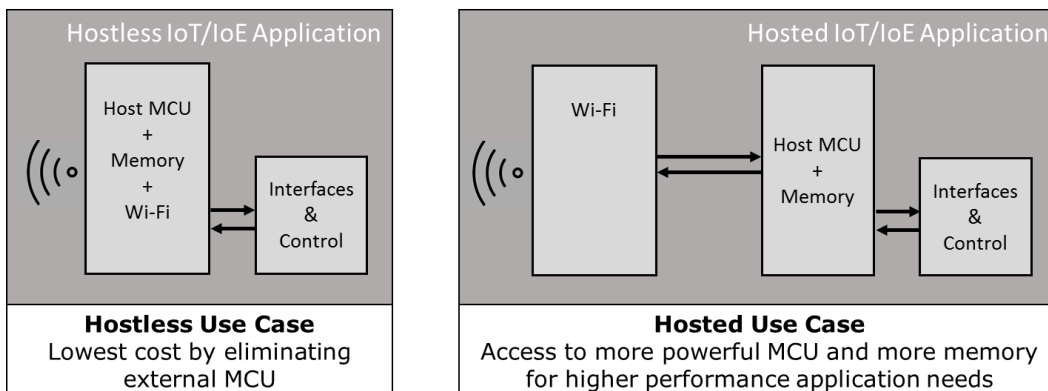 Hostless IoT/IoE Application
Host MCU
+
Memory
+
Wi-Fi
Interfaces
&
Control
Hostless Use Case
Lowest cost by eliminating
external MCU
Hosted IoT/IoE Application
Wi-Fi
Host MCU
+
Memory
Interfaces
&
Control
Hosted Use Case
Access to more powerful MCU and more memory
for higher performance application needs